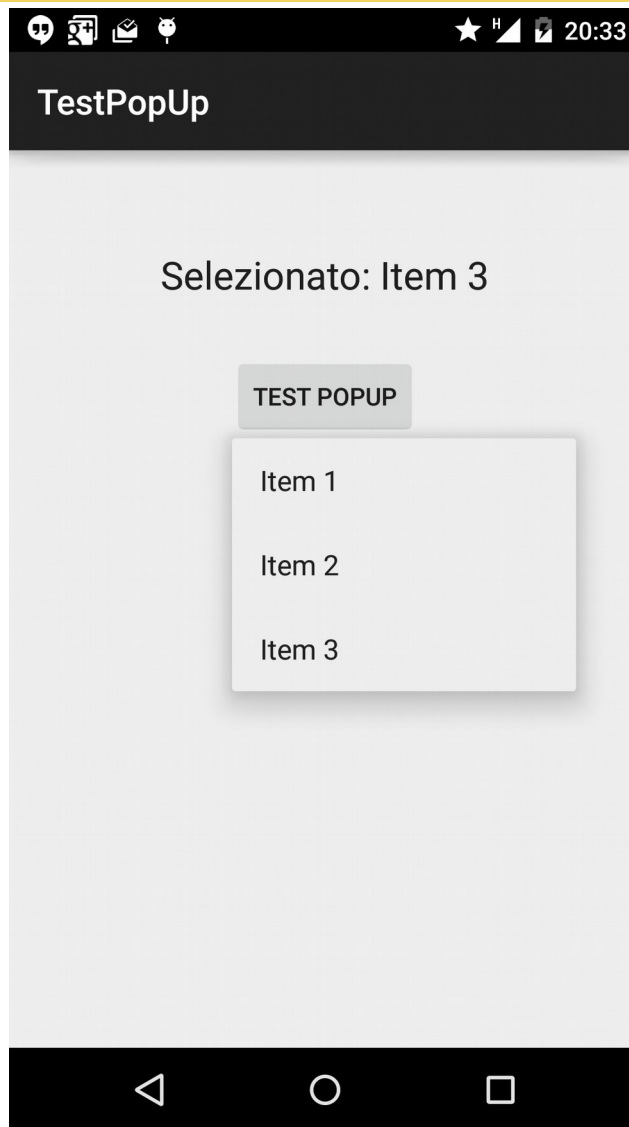 H 20:33
TestPopUp
Selezionato: Item 3
TEST POPUP
Item 1
Item 2
Item 3